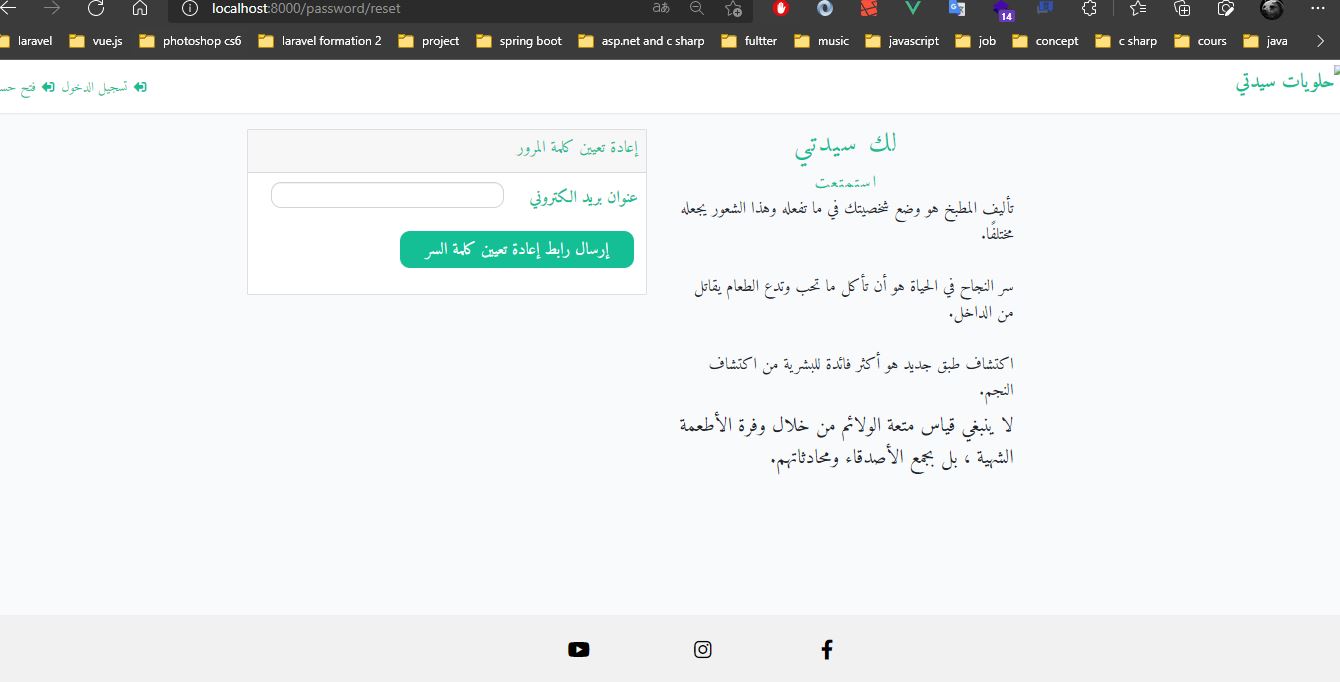 localhost:8000/password/reset
14
laravel vue.js photoshop cs6 laravel formation 2 project spring boot asp.net and c sharp fultter music javascript job concept c sharp cours java
حلويات سيدتي
تسجيل الدخول
فتح حس
لك سيدتي
استمتعت
تأليف المطبخ هو وضع شخصيتك في ما تفعله وهذا الشعور يجعله
مختلفًا.
سر النجاح في الحياة هو أن تأكل ما تحب وتدع الطعام يقاتل
من الداخل.
اكتشاف طبق جديد هو أكثر فائدة للبشرية من اكتشاف
النجم.
لا ينبغي قياس متعة الولائم من خلال وفرة الأطعمة
الشهية ، بل بجمع الأصدقاء ومحادثاتهم.
إعادة تعيين كلمة المرور
عنوان بريد الكتروني
إرسال رابط إعادة تعيين كلمة السر